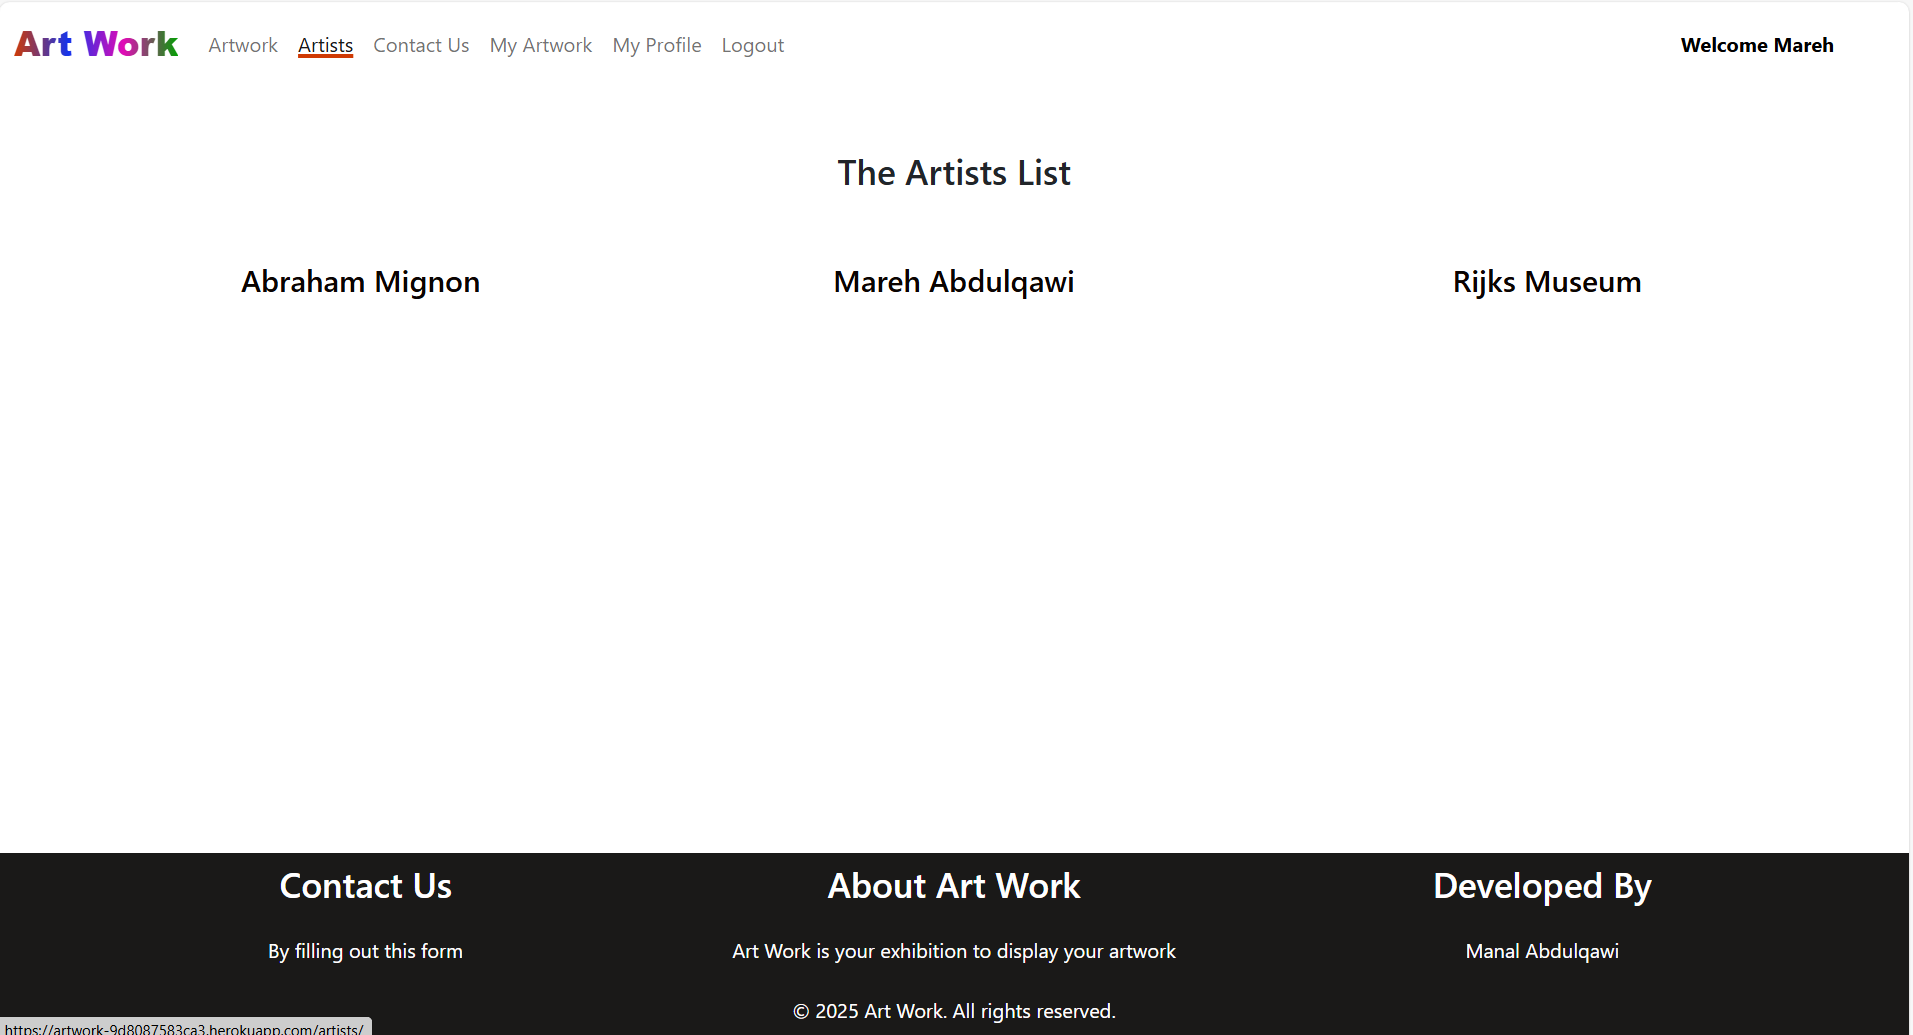 Art Work Artwork Artists Contact Us My Artwork My Profile Logout Welcome Mareh
The Artists List
Abraham Mignon Mareh Abdulqawi Rijks Museum
Contact Us About Art Work Developed By
By filling out this form Art Work is your exhibition to display your artwork Manal Abdulqawi
© 2025 Art Work. All rights reserved.
https://artwork-9d8087583ca3.herokuapp.com/artists/